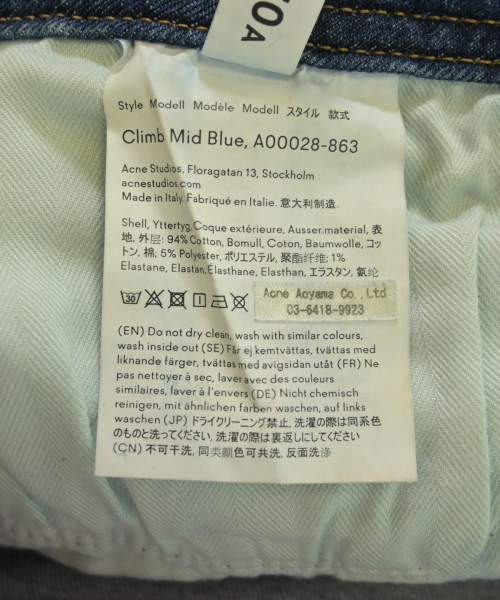 70A
Style Modell Modèle Modell スタイル 款式
Climb Mid Blue, A00028-863
Acne Studios, Floragatan 13, Stockholm
acnestudios.com
Made in Italy. Fabriqué en Italie. 意大利制造.
Shell, Yttertyg, Coque extérieure, Ausser.material, 表
地, 外层: 94% Cotton, Bomull, Coton, Baumwolle, コッ
トン, 棉; 5% Polyester, ポリエステル, 聚酯纤维; 1%
Elastane, Elastan, Élasthane, Elasthan, エラスタン, 氨纶
30
Acne Aoyama Co., Ltd
03-6418-9923
(EN) Do not dry clean, wash with similar colours,
wash inside out (SE) Får ej kemtvättas, tvättas med
liknande färger, tvättas med avigsidan utåt (FR) Ne
pas nettoyer à sec, laver avec des couleurs
similaires, laver à l'envers (DE) Nicht chemisch
reinigen, mit ähnlichen farben waschen, auf links
waschen (JP) ドライクリーニング禁止, 洗濯の際は同系色
のものと洗ってください, 洗濯の際は裏返しにしてください
(CN) 不可干洗, 同类颜色可共洗, 反面洗涤